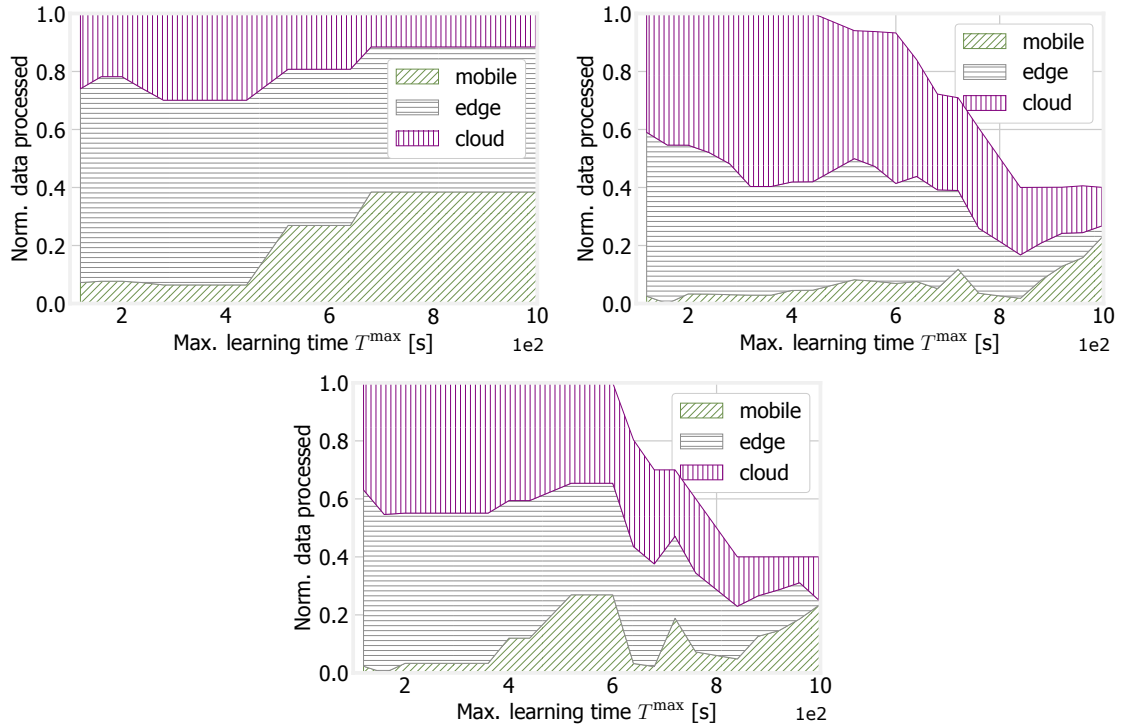 1.0
0.8
0.6
0.4
0.2
0.0
Norm. data processed
mobile
edge
cloud
2 4 6 8 10
Max. learning time T^max [s]
1e2
1.0
0.8
0.6
0.4
0.2
0.0
Norm. data processed
mobile
edge
cloud
2 4 6 8 10
Max. learning time T^max [s]
1e2
1.0
0.8
0.6
0.4
0.2
0.0
Norm. data processed
mobile
edge
cloud
2 4 6 8 10
Max. learning time T^max [s]
1e2